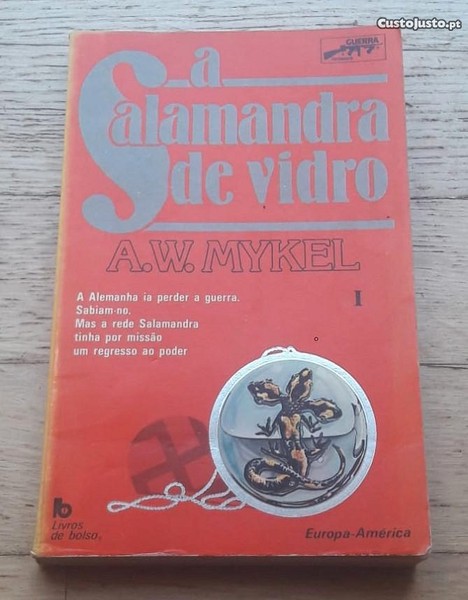 CustoJusto.pt
GUERRA
a
Salamandra
de vidro
A.W. MYKEL
I
A Alemanha ia perder a guerra.
Sabiam-no.
Mas a rede Salamandra
tinha por missão
um regresso ao poder
Livros
de bolso
Europa-América